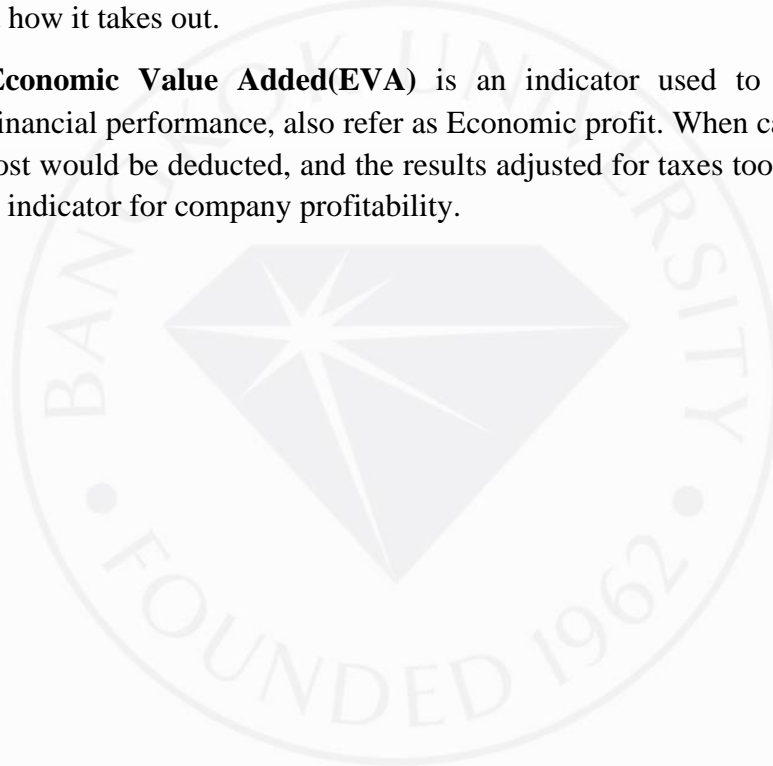 how it takes out.
Economic Value Added(EVA) is an indicator used to
inancial performance, also refer as Economic profit. When ca
ost would be deducted, and the results adjusted for taxes too
indicator for company profitability.
BANGKOK UNIVERSITY
FOUNDED 1962